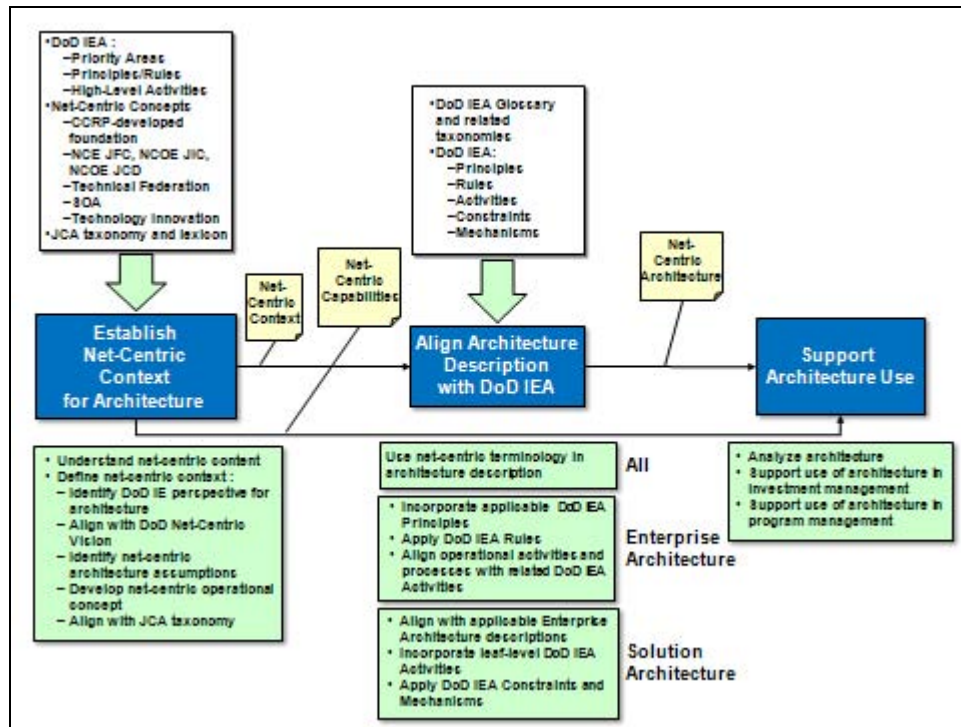 •DoD IEA :
–Priority Areas
–Principles/Rules
–High-Level Activities
•Net-Centric Concepts
–CCRP-developed
foundation
–NCE JFC, NCOE JIC,
NCOE JCD
–Technical Federation
–SOA
–Technology Innovation
•JCA taxonomy and lexicon
•DoD IEA Glossary
and related
taxonomies
•DoD IEA:
–Principles
–Rules
–Activities
–Constraints
–Mechanisms
Net-
Centric
Context
Net-
Centric
Capabilities
Net-
Centric
Architecture
Establish
Net-Centric
Context
for Architecture
Align Architecture
Description
with DoD IEA
Support
Architecture Use
• Understand net-centric content
• Define net-centric context :
– Identify DoD IE perspective for
architecture
– Align with DoD Net-Centric
Vision
– Identify net-centric
architecture assumptions
– Develop net-centric operational
concept
– Align with JCA taxonomy
Use net-centric terminology in
architecture description
All
• Incorporate applicable DoD IEA
Principles
• Apply DoD IEA Rules
• Align operational activities and
processes with related DoD IEA
Activities
Enterprise
Architecture
• Align with applicable Enterprise
Architecture descriptions
• Incorporate leaf-level DoD IEA
Activities
• Apply DoD IEA Constraints and
Mechanisms
Solution
Architecture
• Analyze architecture
• Support use of architecture in
investment management
• Support use of architecture in
program management